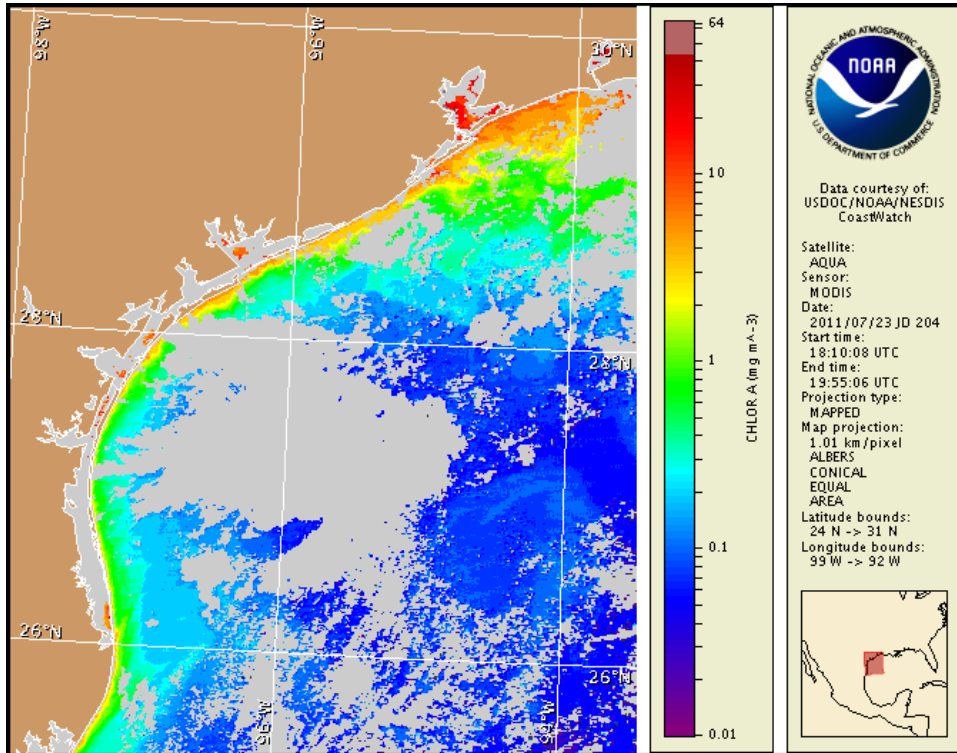 98°W
96°W
30°N
28°N
28°N
26°N
26°N
96°W
94°W
64
10
1
0.1
0.01
CHLOR A (mg m^-3)
NATIONAL OCEANIC AND ATMOSPHERIC ADMINISTRATION
NOAA
U.S. DEPARTMENT OF COMMERCE
Data courtesy of:
USDOC/NOAA/NESDIS
CoastWatch
Satellite:
AQUA
Sensor:
MODIS
Date:
2011/07/23 JD 204
Start time:
18:10:08 UTC
End time:
19:55:06 UTC
Projection type:
MAPPED
Map projection:
1.01 km/pixel
ALBERS
CONICAL
EQUAL
AREA
Latitude bounds:
24 N -> 31 N
Longitude bounds:
99 W -> 92 W